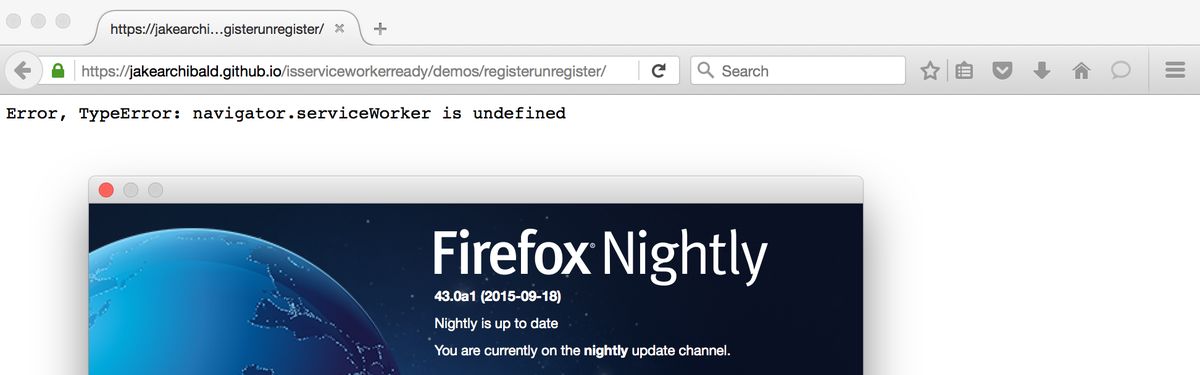 https://jakearchi...gisterunregister/
https://jakearchibald.github.io/isserviceworkerready/demos/registerunregister/
Search
Error, TypeError: navigator.serviceWorker is undefined
Firefox® Nightly
43.0a1 (2015-09-18)
Nightly is up to date
You are currently on the nightly update channel.